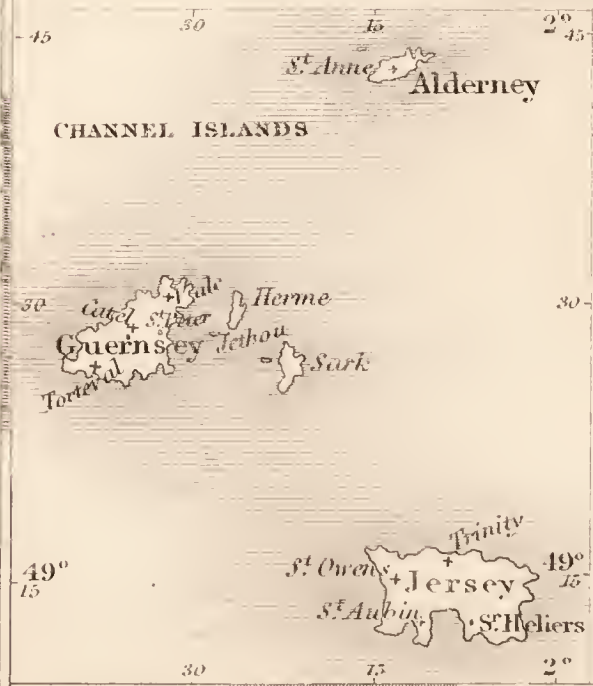 30 15 2°
45 45
St Anne
Alderney
CHANNEL ISLANDS
30 30
Vale
Herme
Catel
St Peter
Guernsey
Jethou
Sark
Torteval
Trinity
49° 49°
15 15
St Owens
Jersey
St Aubin
St Heliers
30 15 2°